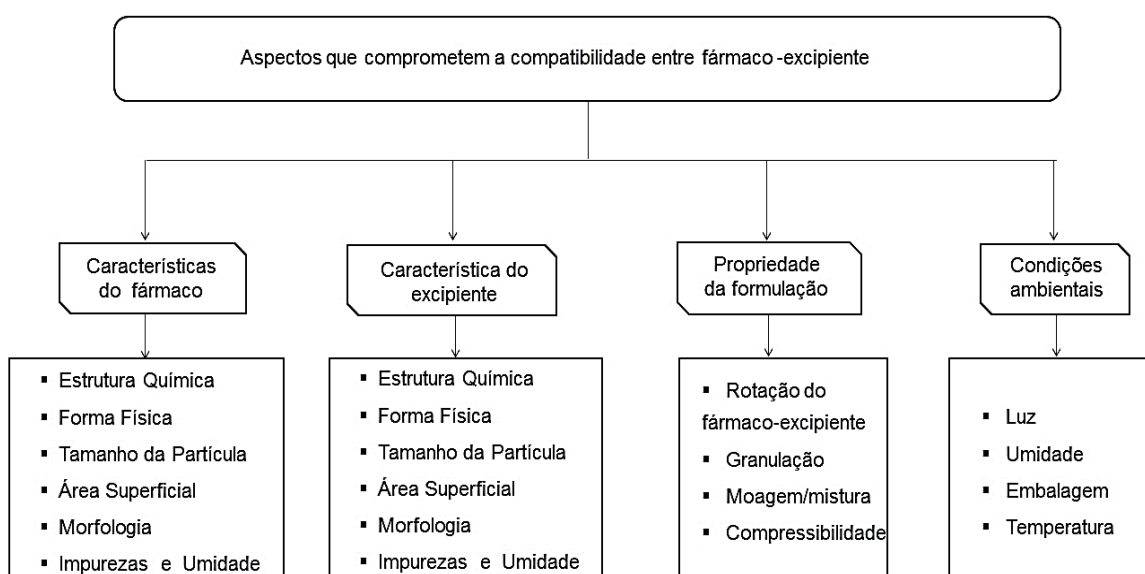 Aspectos que comprometem a compatibilidade entre fármaco -excipiente
Características
do fármaco
Característica do
excipiente
Propriedade
da formulação
Condições
ambientais
▪ Estrutura Química
▪ Forma Física
▪ Tamanho da Partícula
▪ Área Superficial
▪ Morfologia
▪ Impurezas e Umidade
▪ Estrutura Química
▪ Forma Física
▪ Tamanho da Partícula
▪ Área Superficial
▪ Morfologia
▪ Impurezas e Umidade
▪ Rotação do
fármaco-excipiente
▪ Granulação
▪ Moagem/mistura
▪ Compressibilidade
▪ Luz
▪ Umidade
▪ Embalagem
▪ Temperatura